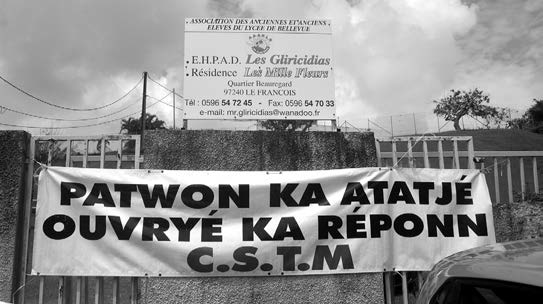 ASSOCIATION DES ANCIENNES ET ANCIENS
ELEVES DU LYCEE DE BELLEVUE
E.H.P.A.D. Les Gliricidias
Résidence Les Mille Fleurs
Quartier Beauregard
97240 LE FRANCOIS
Tél : 0596 54 72 45 - Fax: 0596 54 70 33
e-mail: mr.gliricidias@wanadoo.fr
PATWON KA ATATJÉ
OUVRYÉ KA RÉPONN
C.S.T.M